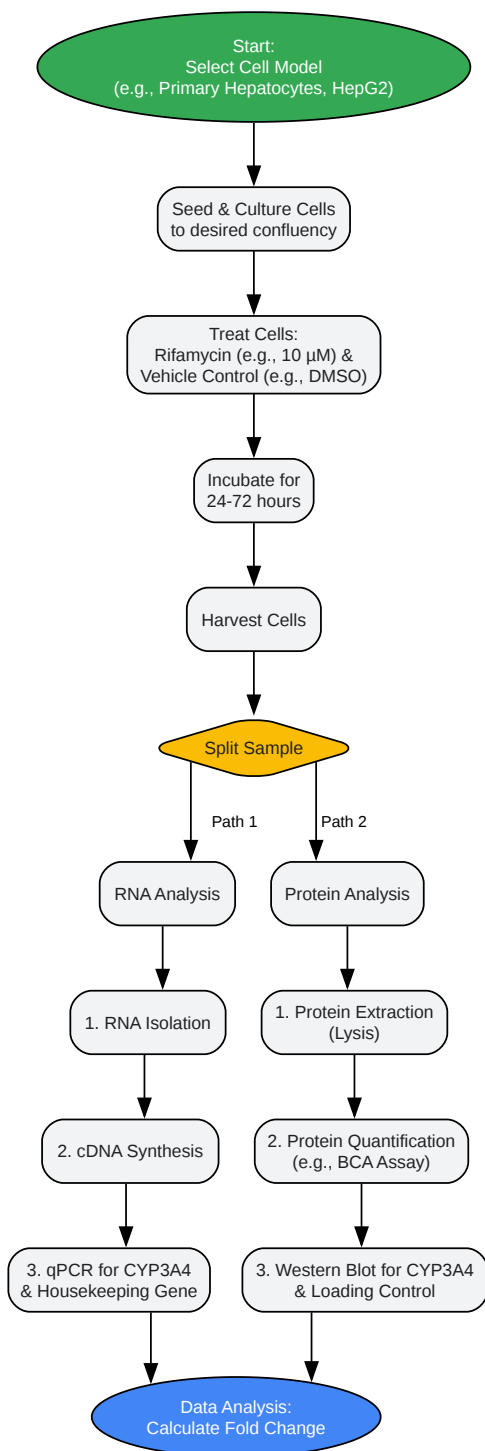 Start:
Select Cell Model
(e.g., Primary Hepatocytes, HepG2)
Seed & Culture Cells
to desired confluency
Treat Cells:
Rifamycin (e.g., 10 µM) &
Vehicle Control (e.g., DMSO)
Incubate for
24-72 hours
Harvest Cells
Split Sample
Path 1
Path 2
RNA Analysis
Protein Analysis
1. RNA Isolation
1. Protein Extraction
(Lysis)
2. cDNA Synthesis
2. Protein Quantification
(e.g., BCA Assay)
3. qPCR for CYP3A4
& Housekeeping Gene
3. Western Blot for CYP3A4
& Loading Control
Data Analysis:
Calculate Fold Change